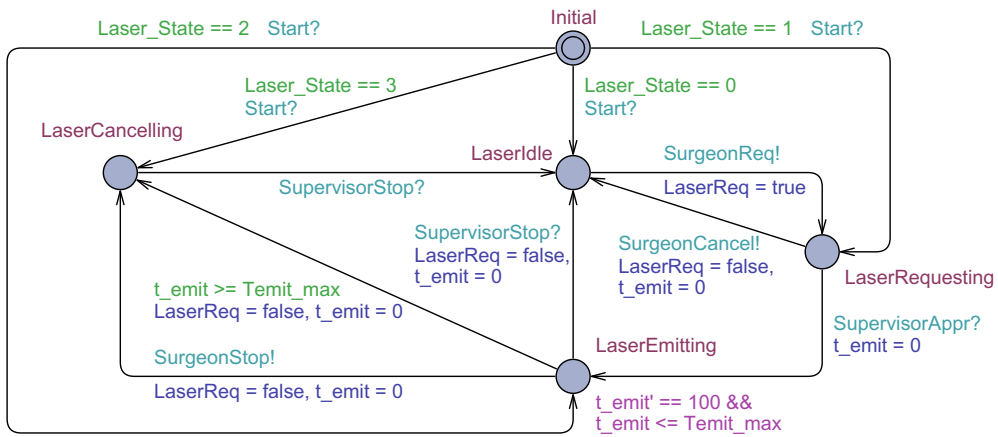 Initial
Laser_State == 2 Start?
Laser_State == 1 Start?
Laser_State == 3
Start?
Laser_State == 0
Start?
LaserCancelling
LaserIdle
SurgeonReq!
LaserReq = true
SupervisorStop?
SupervisorStop?
LaserReq = false,
t_emit = 0
SurgeonCancel!
LaserReq = false,
t_emit = 0
LaserRequesting
t_emit >= Temit_max
LaserReq = false, t_emit = 0
SupervisorAppr?
t_emit = 0
SurgeonStop!
LaserReq = false, t_emit = 0
LaserEmitting
t_emit' == 100 &&
t_emit <= Temit_max